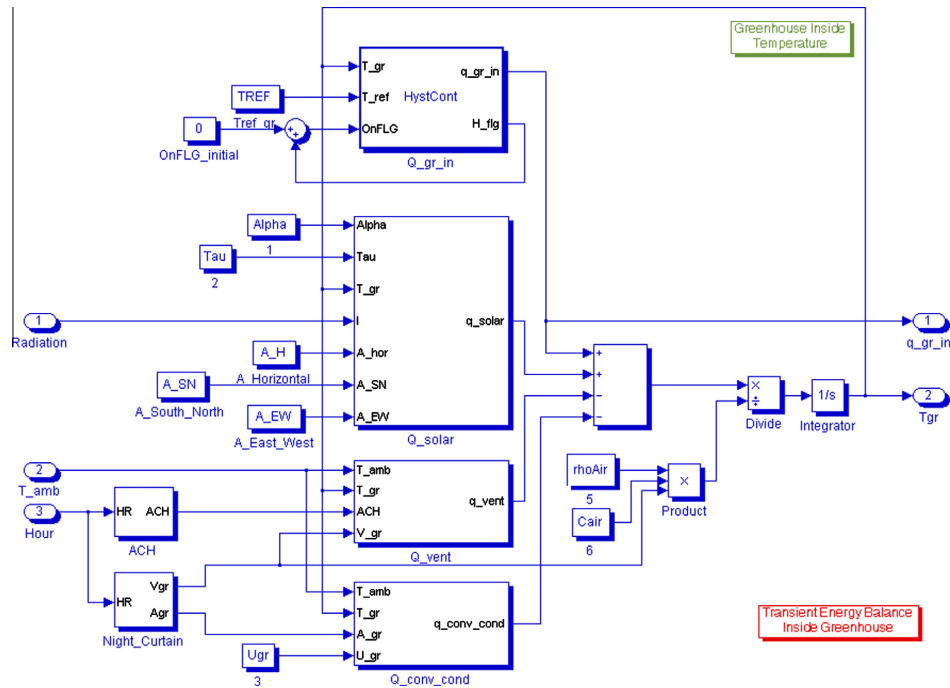 Greenhouse Inside
Temperature
T_gr
q_gr_in
TREF
T_ref
HystCont
Tref_gr
0
+
+
OnFLG
H_flg
OnFLG_initial
Q_gr_in
Alpha
Alpha
1
Tau
Tau
2
T_gr
1
I
q_solar
1
Radiation
q_gr_in
A_H
A_hor
+
A_Horizontal
A_SN
A_SN
+
×
1/s
2
A_South_North
−
÷
A_EW
A_EW
−
Divide
Integrator
Tgr
A_East_West
Q_solar
2
T_amb
rhoAir
T_amb
T_gr
×
5
3
HR
ACH
ACH
q_vent
Product
Hour
V_gr
Cair
ACH
Q_vent
6
Vgr
T_amb
HR
Agr
T_gr
q_conv_cond
Transient Energy Balance
Inside Greenhouse
Night_Curtain
A_gr
Ugr
U_gr
3
Q_conv_cond